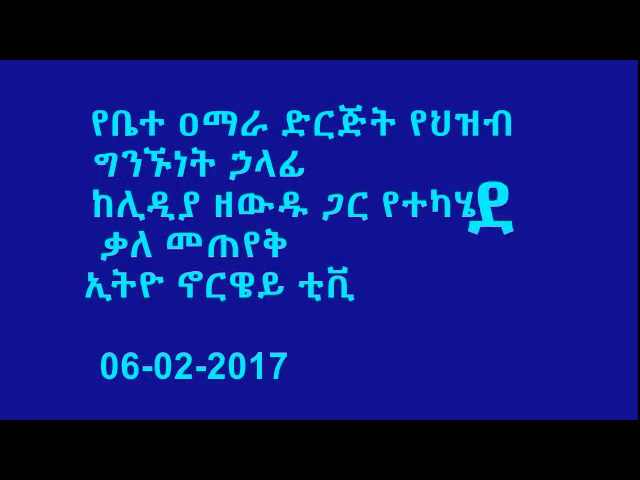 የቤተ ዐማራ ድርጅት የህዝብ
ግንኙነት ኃላፊ
ከሊዲያ ዘውዱ ጋር የተካሄደ
ቃለ መጠየቅ
ኢትዮ ኖርዌይ ቲቪ
06-02-2017